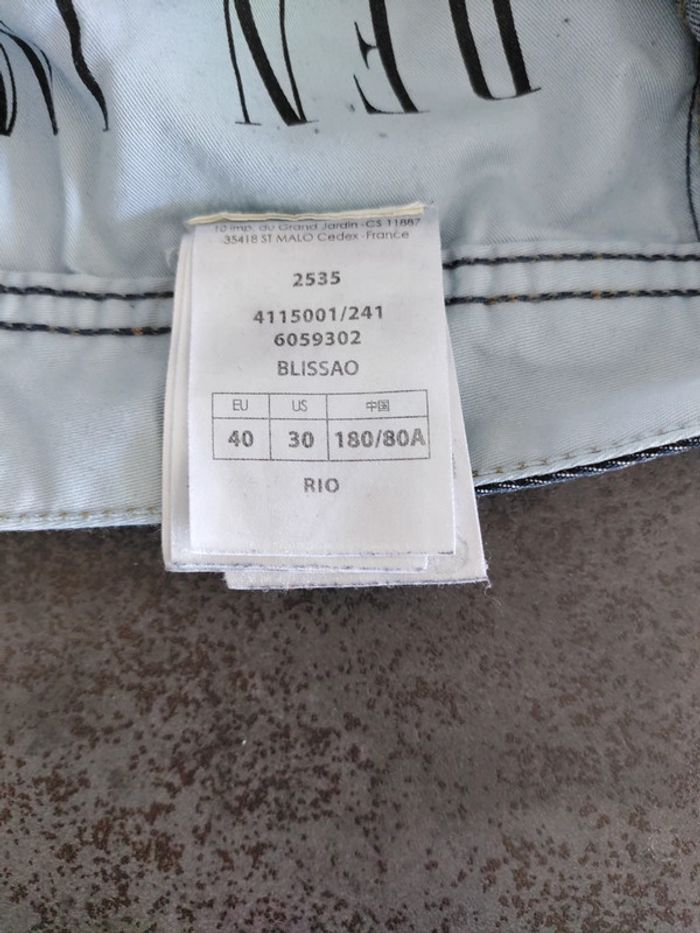 DEN
10 Imp. du Grand Jardin - CS 11887
35418 ST MALO Cedex - France
2535
4115001/241
6059302
BLISSAO
EU US 中国
40 30 180/80A
RIO